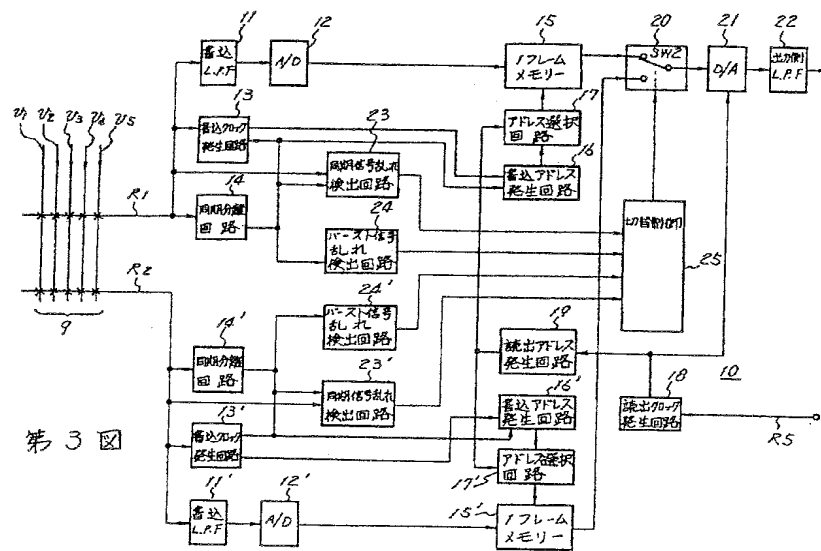 11
書込
L.P.F
12
A/D
15
1フレーム
メモリー
20
SW2
21
D/A
22
出力側
L.P.F
v1 v2 v3 v4 v5
13
書込クロック
発生回路
23
同期信号乱れ
検出回路
17
アドレス選択
回路
16
書込アドレス
発生回路
R1
14
同期分離
回路
24
バースト信号
乱れ
検出回路
切替制御
25
R2
9
24'
バースト信号
乱れ
検出回路
14'
同期分離
回路
23'
同期信号乱れ
検出回路
19
読出アドレス
発生回路
10
16'
書込アドレス
発生回路
18
読出クロック
発生回路
R5
13'
書込クロック
発生回路
アドレス選択
回路
17'
第3図
11'
書込
L.P.F
12'
A/D
15'
1フレーム
メモリー